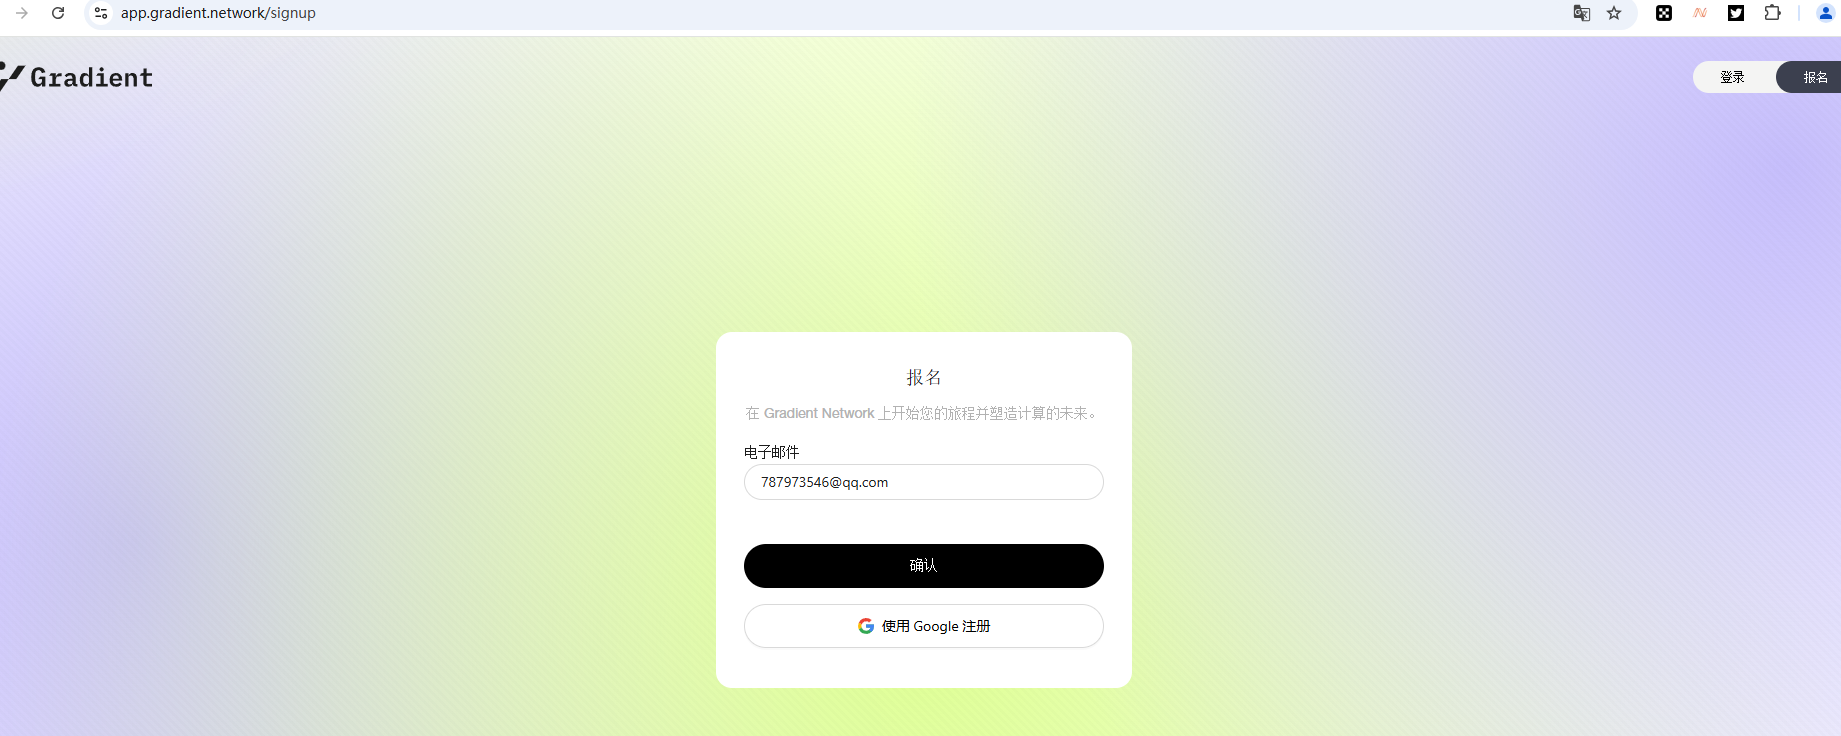 app.gradient.network/signup
Gradient
登录
报名
报名
在 Gradient Network 上开始您的旅程并塑造计算的未来。
电子邮件
787973546@qq.com
确认
使用 Google 注册